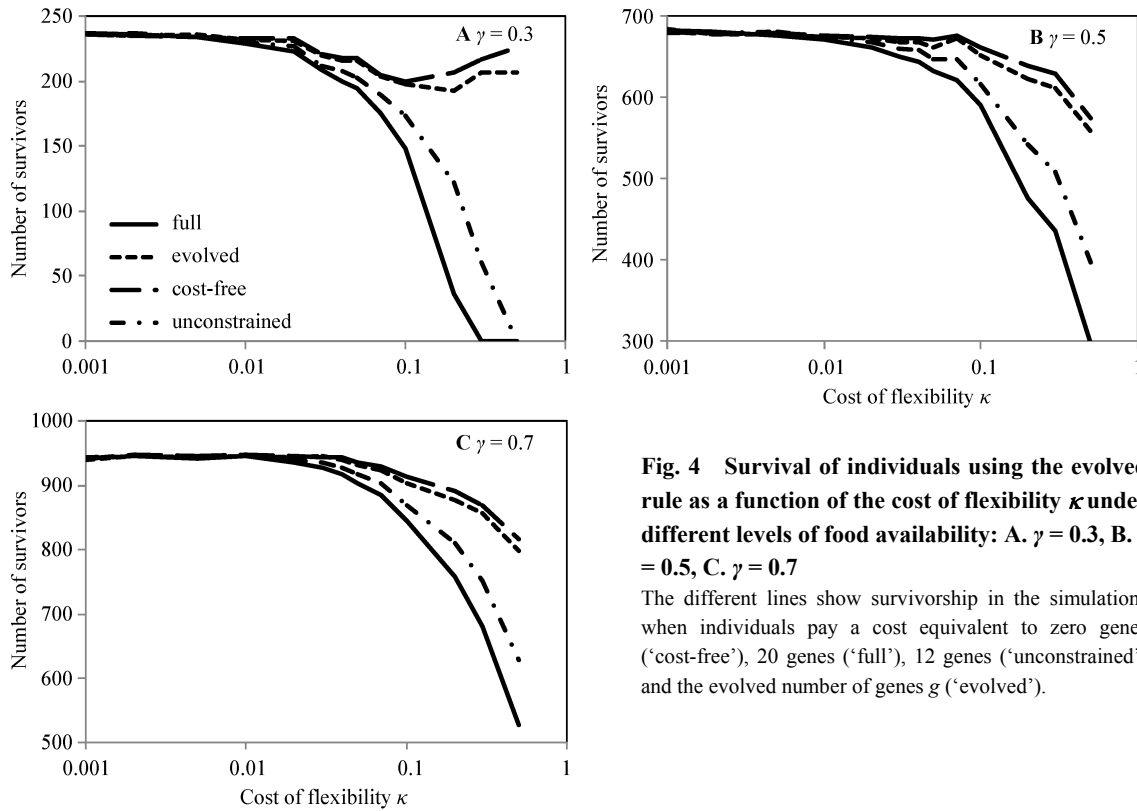 250
200
150
100
50
0
Number of survivors
A γ = 0.3
full
evolved
cost-free
unconstrained
0.001
0.01
0.1
1
700
600
500
400
300
Number of survivors
B γ = 0.5
0.001
0.01
0.1
1
Cost of flexibility κ
1000
900
800
700
600
500
Number of survivors
C γ = 0.7
0.001
0.01
0.1
1
Cost of flexibility κ
Fig. 4 Survival of individuals using the evolved
rule as a function of the cost of flexibility κ unde
different levels of food availability: A. γ = 0.3, B.
= 0.5, C. γ = 0.7
The different lines show survivorship in the simulation
when individuals pay a cost equivalent to zero gene
(‘cost-free’), 20 genes (‘full’), 12 genes (‘unconstrained’
and the evolved number of genes g (‘evolved’).